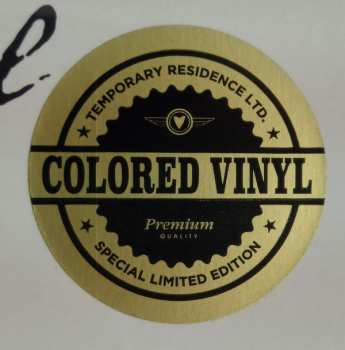 TEMPORARY RESIDENCE LTD.
COLORED VINYL
Premium
QUALITY
SPECIAL LIMITED EDITION